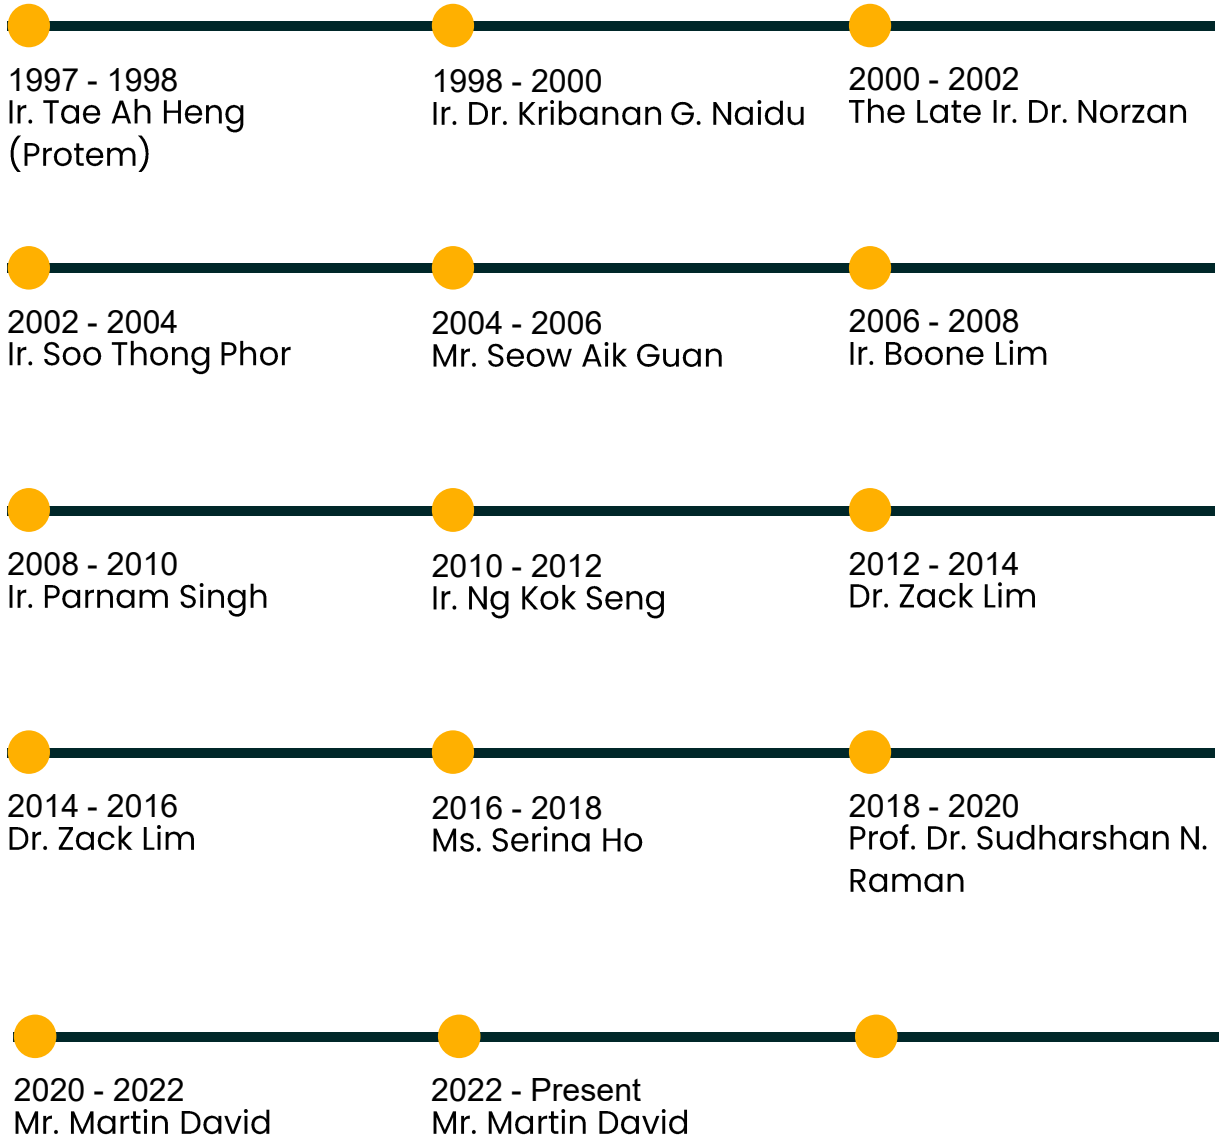 1997 - 1998
Ir. Tae Ah Heng
(Protem)
1998 - 2000
Ir. Dr. Kribanan G. Naidu
2000 - 2002
The Late Ir. Dr. Norzan
2002 - 2004
Ir. Soo Thong Phor
2004 - 2006
Mr. Seow Aik Guan
2006 - 2008
Ir. Boone Lim
2008 - 2010
Ir. Parnam Singh
2010 - 2012
Ir. Ng Kok Seng
2012 - 2014
Dr. Zack Lim
2014 - 2016
Dr. Zack Lim
2016 - 2018
Ms. Serina Ho
2018 - 2020
Prof. Dr. Sudharshan N.
Raman
2020 - 2022
Mr. Martin David
2022 - Present
Mr. Martin David